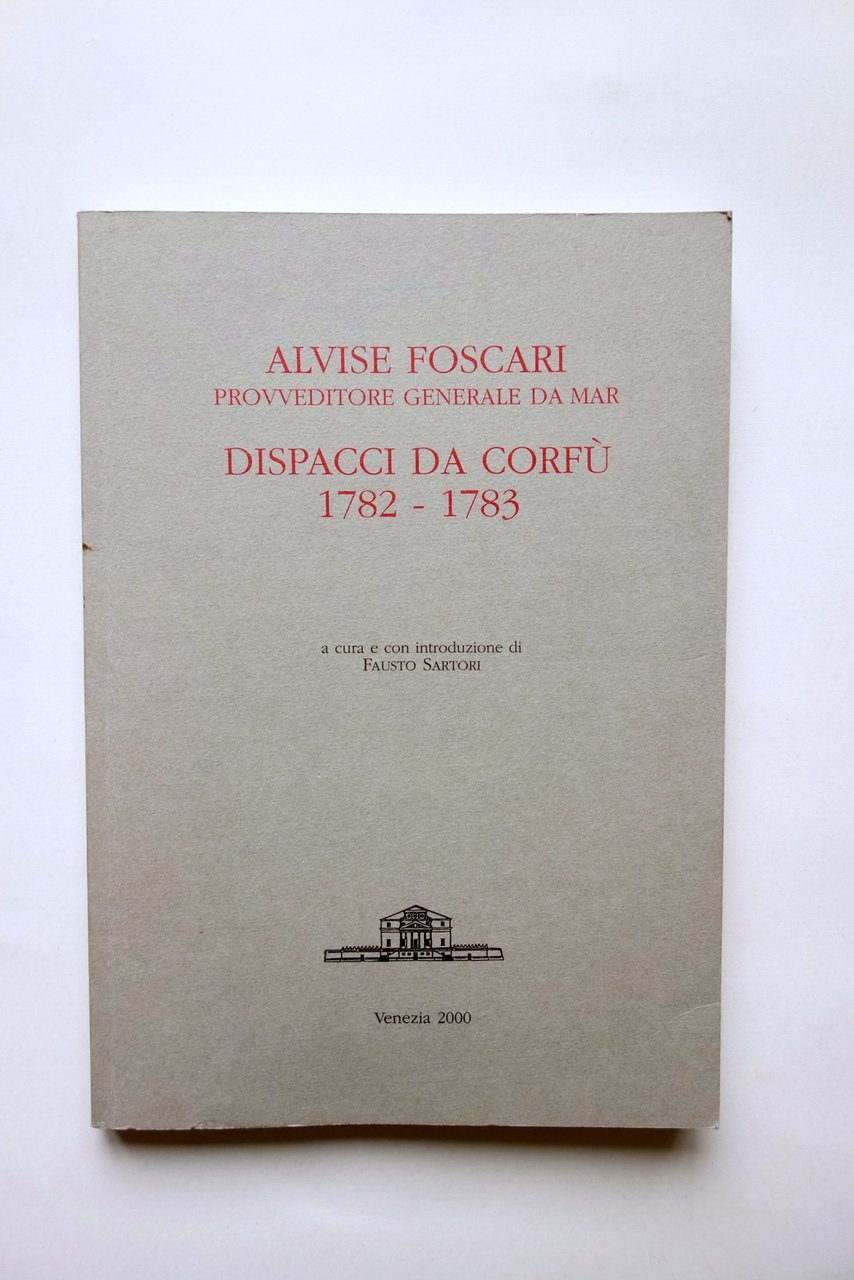 ALVISE FOSCARI
PROVVEDITORE GENERALE DA MAR
DISPACCI DA CORFÙ
1782 - 1783
a cura e con introduzione di
FAUSTO SARTORI
Venezia 2000